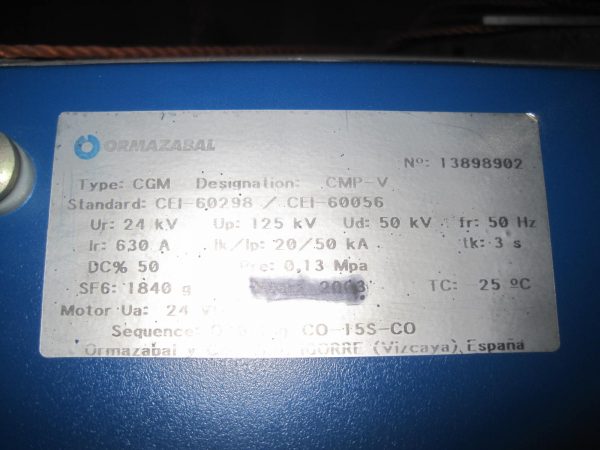 ORMAZABAL
Nº: 13898902
Type: CGM Designation: CMP-V
Standard: CEI-60298 / CEI-60056
Ur: 24 kV Up: 125 kV Ud: 50 kV fr: 50 Hz
Ir: 630 A Ik/Ip: 20/50 kA tk: 3 s
DC% 50 Pre: 0,13 Mpa
SF6: 1840 g 2003 TC: 25 ºC
Motor Ua: 24
Sequence: CO-15S-CO
Ormazabal y IGORRE (Vizcaya) España